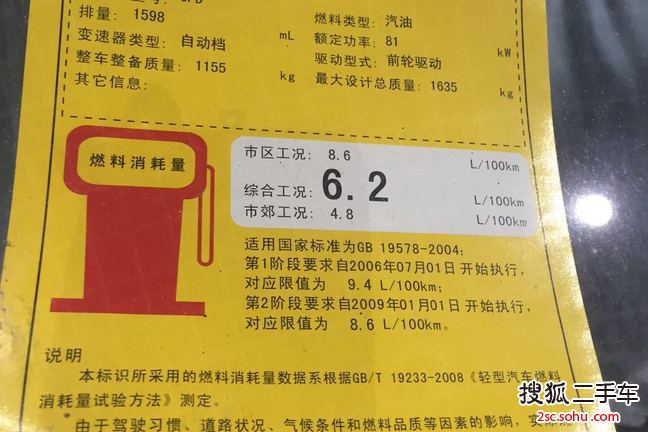 排量: 1598 mL
燃料类型: 汽油
变速器类型: 自动档
额定功率: 81 kW
整车整备质量: 1155 kg
驱动型式: 前轮驱动
其它信息:
最大设计总质量: 1635 kg
燃料消耗量
市区工况: 8.6 L/100km
综合工况: 6.2 L/100km
市郊工况: 4.8 L/100km
适用国家标准为GB 19578-2004;
第1阶段要求自2006年07月01日 开始执行,
对应限值为 9.4 L/100km;
第2阶段要求自2009年01月01日 开始执行,
对应限值为 8.6 L/100km。
说明
本标识所采用的燃料消耗量数据系根据GB/T 19233-2008《轻型汽车燃料
消耗量试验方法》测定。
由于驾驶习惯、道路状况、气候条件和燃料品质等因素的影响,实际燃
搜狐二手车
2sc.sohu.com